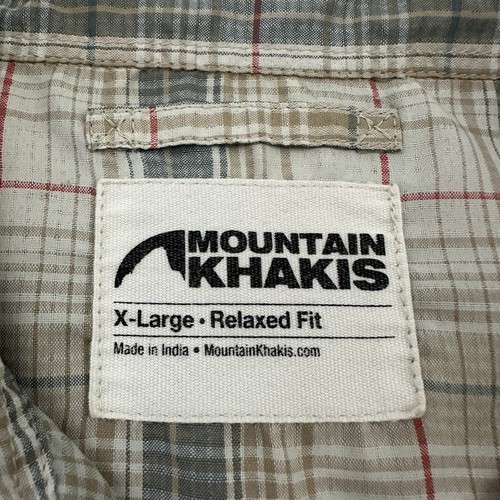 MOUNTAIN
KHAKIS
X-Large • Relaxed Fit
Made in India • MountainKhakis.com